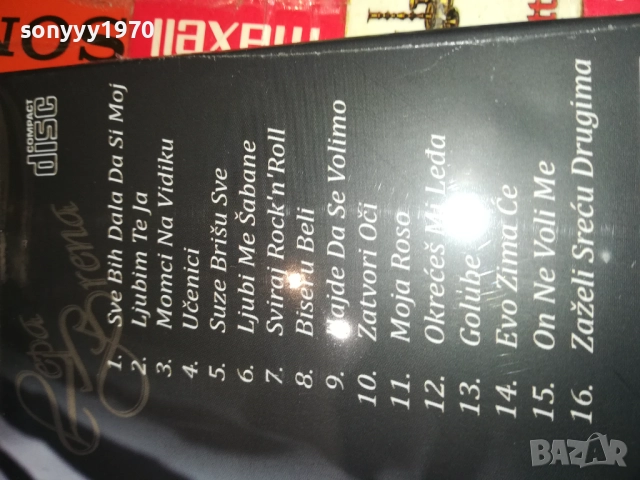 sonyyy1970)
SONY
maxell
COMPACT
disc
Lepa
Brena
1. Sve Bih Dala Da Si Moj
2. Ljubim Te Ja
3. Momci Na Vidiku
4. Učenici
5. Suze Brišu Sve
6. Ljubi Me Šabane
7. Sviraj Rock'n'Roll
8. Biseru Beli
9. Hajde Da Se Volimo
10. Zatvori Oči
11. Moja Roso
12. Okrećeš Mi Leđa
13. Golube
14. Evo Zima Će
15. On Ne Voli Me
16. Zaželi Sreću Drugima
BAZAR